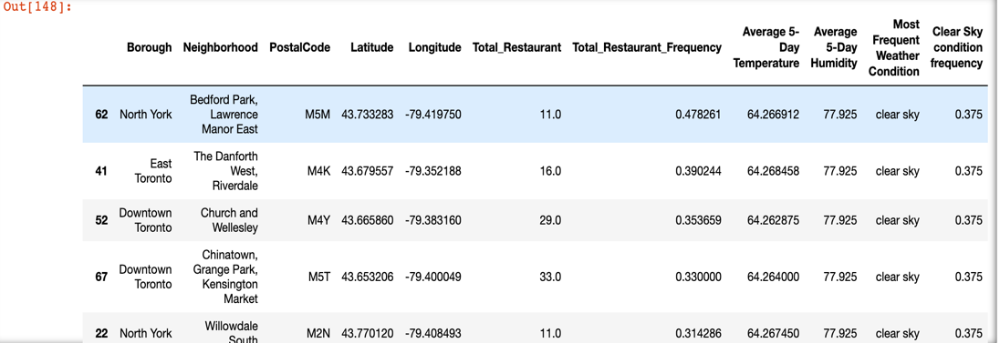 Out[148]:
Borough Neighborhood PostalCode Latitude Longitude Total_Restaurant Total_Restaurant_Frequency Average 5-Day Temperature Average 5-Day Humidity Most Frequent Weather Condition Clear Sky condition frequency
62 North York Bedford Park, Lawrence Manor East M5M 43.733283 -79.419750 11.0 0.478261 64.266912 77.925 clear sky 0.375
41 East Toronto The Danforth West, Riverdale M4K 43.679557 -79.352188 16.0 0.390244 64.268458 77.925 clear sky 0.375
52 Downtown Toronto Church and Wellesley M4Y 43.665860 -79.383160 29.0 0.353659 64.262875 77.925 clear sky 0.375
67 Downtown Toronto Chinatown, Grange Park, Kensington Market M5T 43.653206 -79.400049 33.0 0.330000 64.264000 77.925 clear sky 0.375
22 North York Willowdale South M2N 43.770120 -79.408493 11.0 0.314286 64.267450 77.925 clear sky 0.375